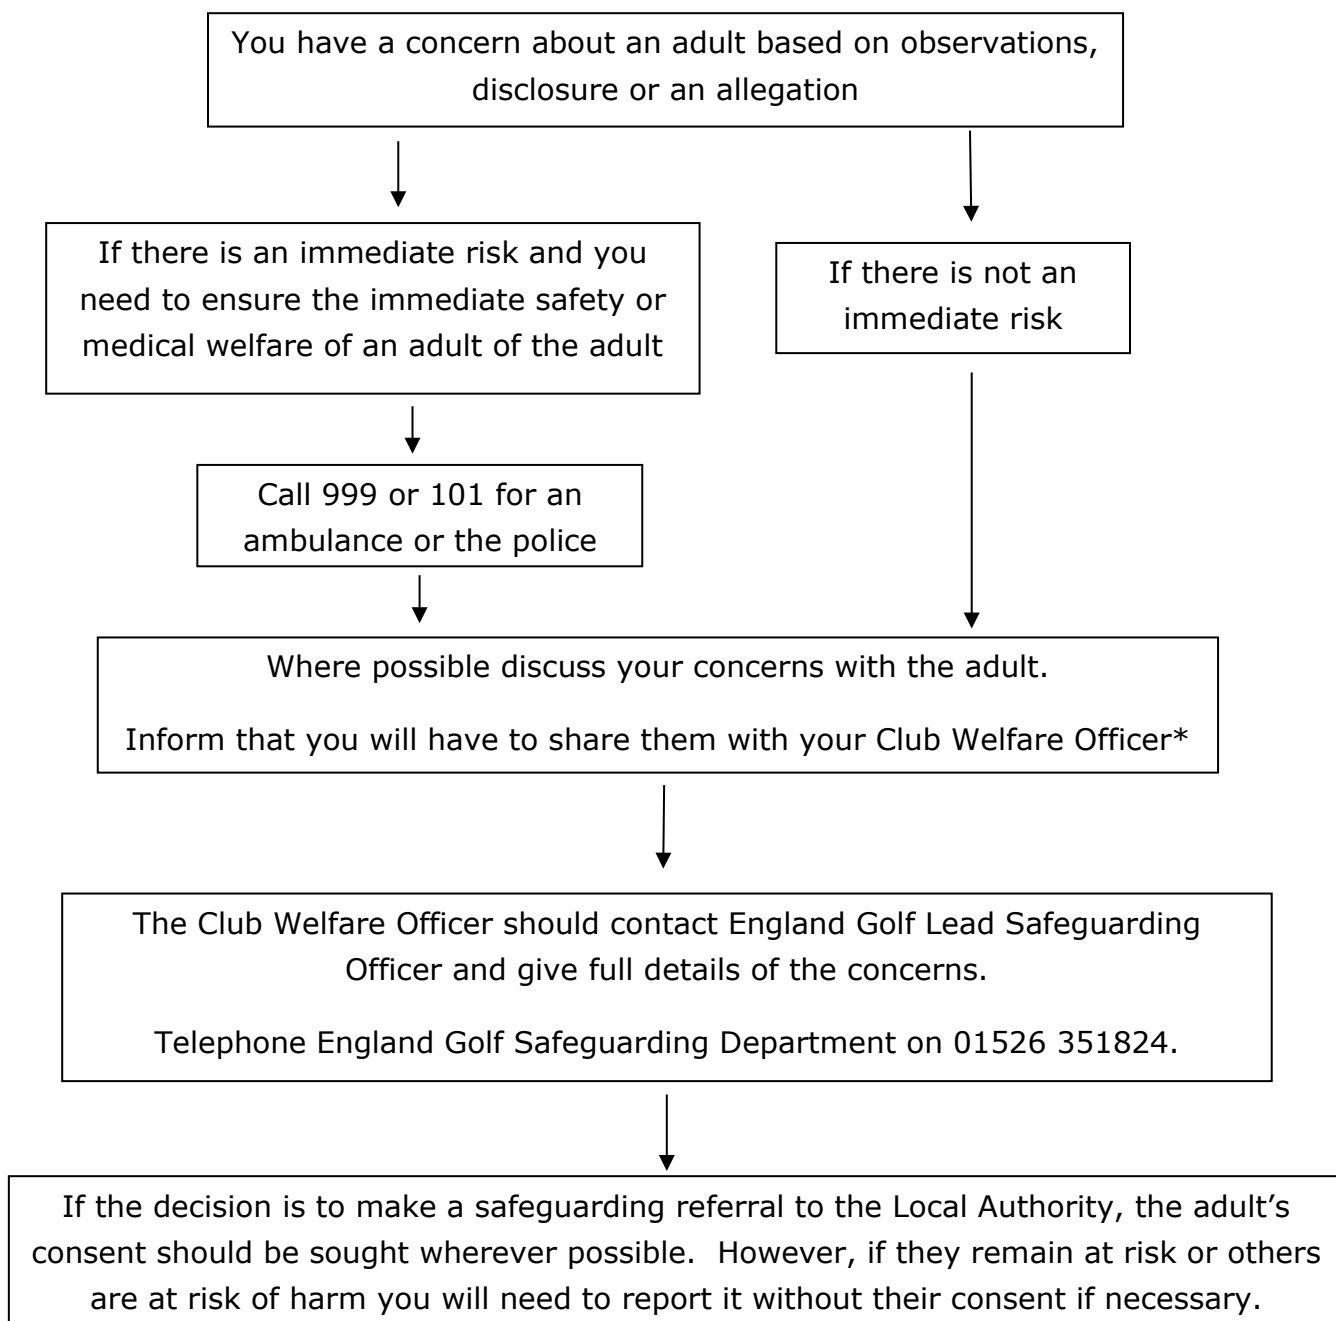 You have a concern about an adult based on observations,
disclosure or an allegation
If there is an immediate risk and you
need to ensure the immediate safety or
medical welfare of an adult of the adult
If there is not an
immediate risk
Call 999 or 101 for an
ambulance or the police
Where possible discuss your concerns with the adult.
Inform that you will have to share them with your Club Welfare Officer*
The Club Welfare Officer should contact England Golf Lead Safeguarding
Officer and give full details of the concerns.
Telephone England Golf Safeguarding Department on 01526 351824.
If the decision is to make a safeguarding referral to the Local Authority, the adult’s
consent should be sought wherever possible.  However, if they remain at risk or others
are at risk of harm you will need to report it without their consent if necessary.